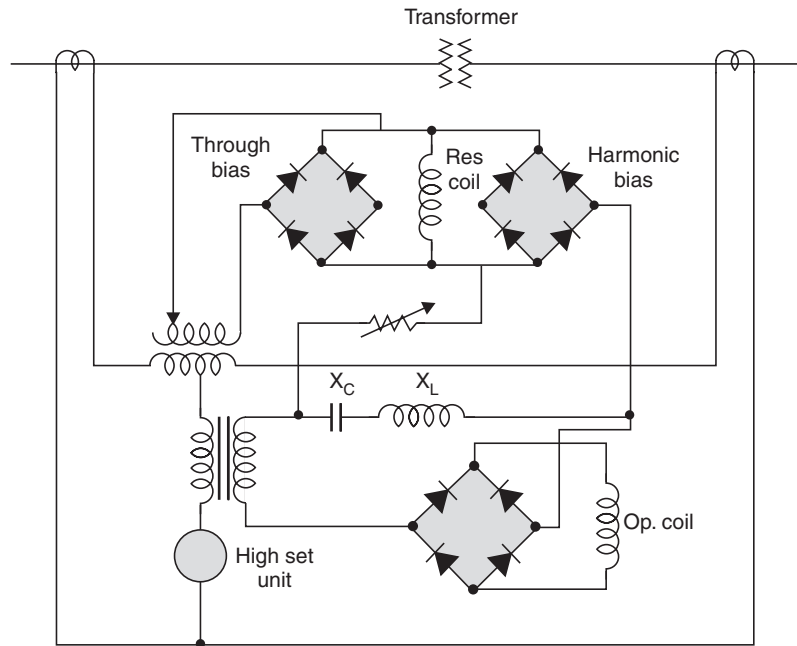 Transformer
Through
bias
Res
coil
Harmonic
bias
X_C
X_L
High set
unit
Op. coil